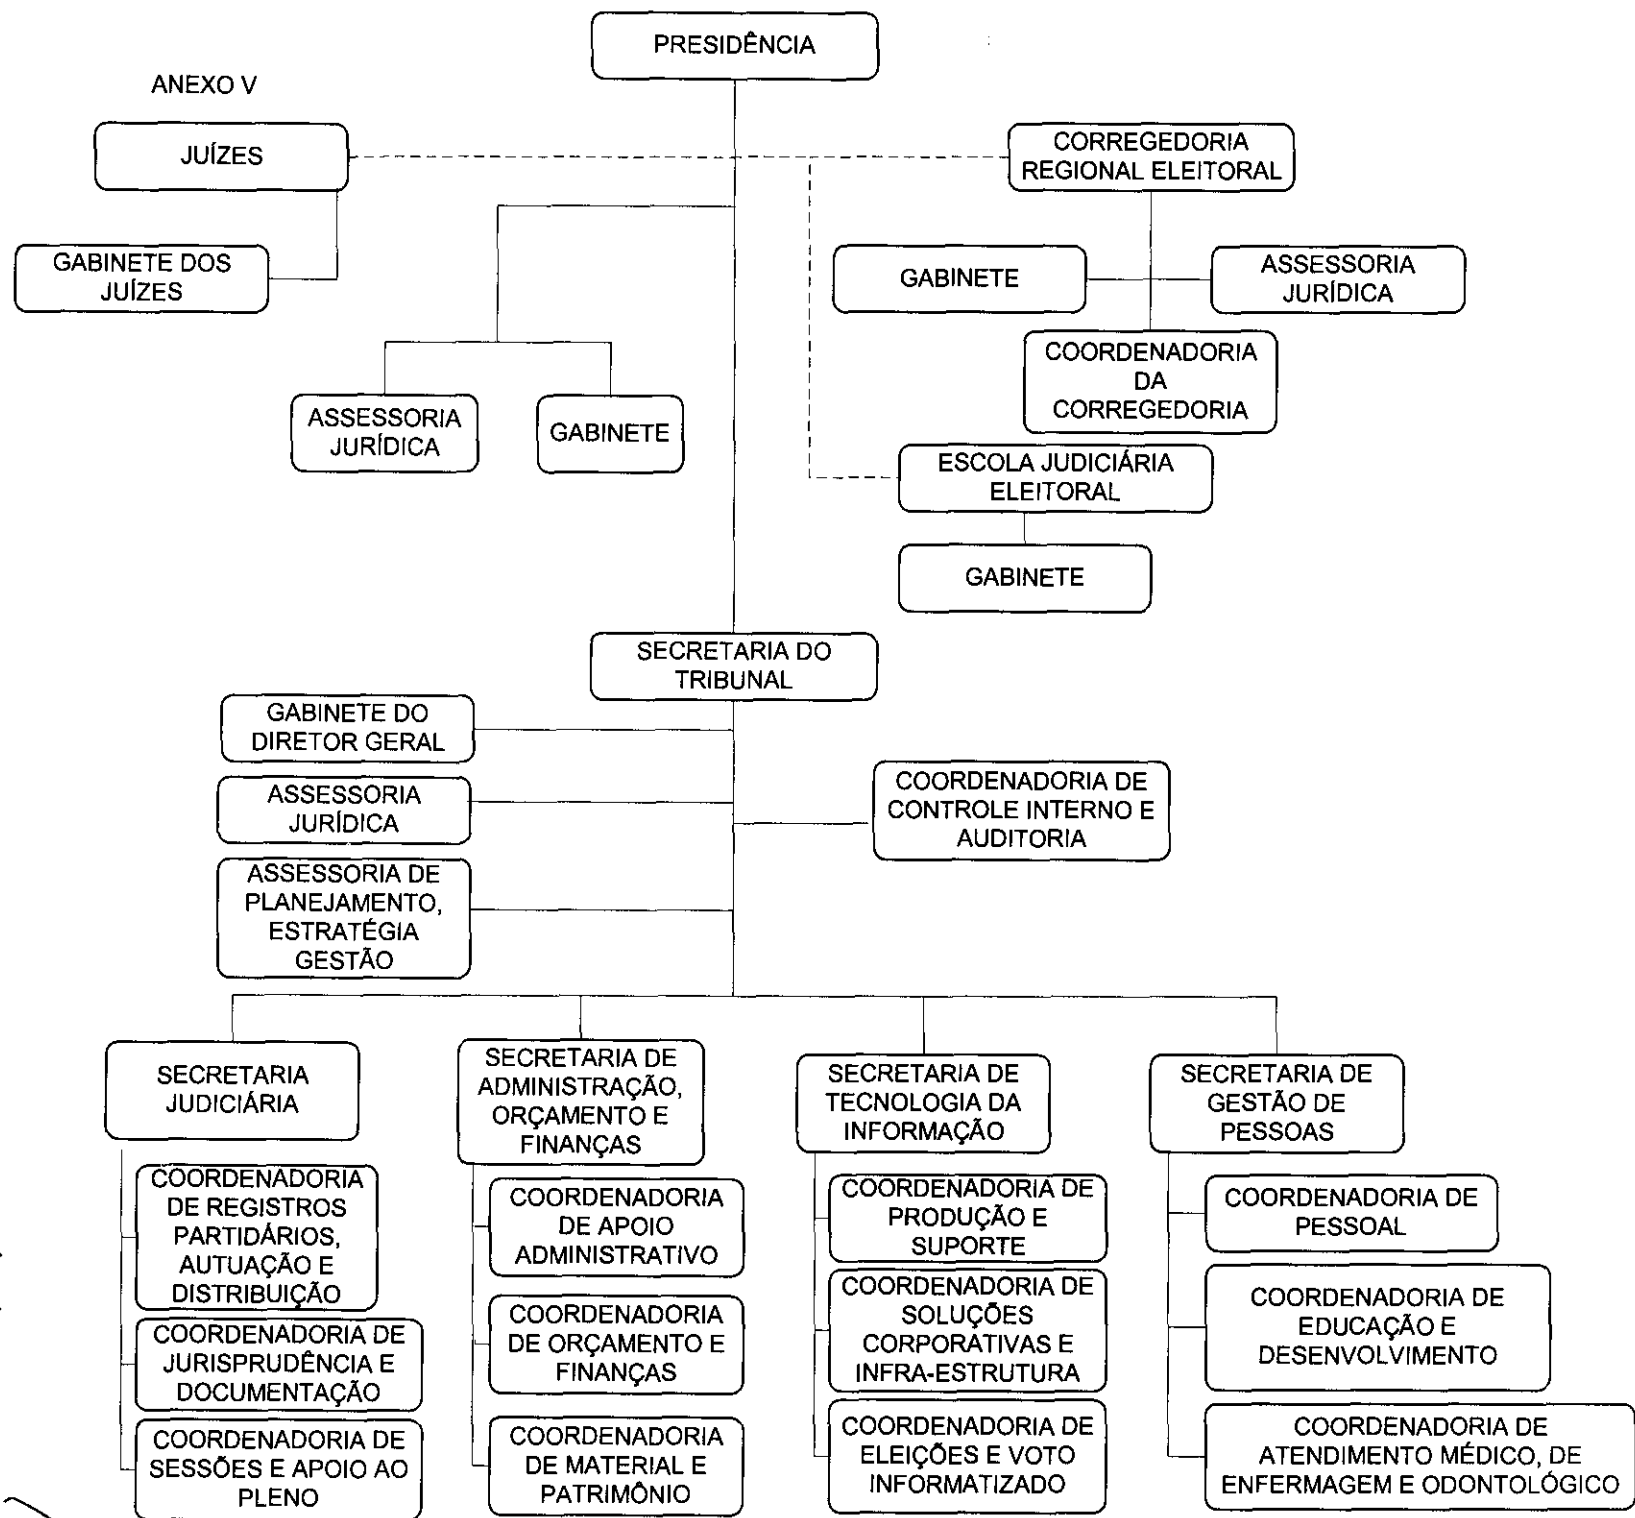 PRESIDÊNCIA
ANEXO V
JUÍZES
CORREGEDORIA
REGIONAL ELEITORAL
GABINETE DOS
JUÍZES
GABINETE
ASSESSORIA
JURÍDICA
COORDENADORIA
DA
CORREGEDORIA
ASSESSORIA
JURÍDICA
GABINETE
ESCOLA JUDICIÁRIA
ELEITORAL
GABINETE
SECRETARIA DO
TRIBUNAL
GABINETE DO
DIRETOR GERAL
ASSESSORIA
JURÍDICA
COORDENADORIA DE
CONTROLE INTERNO E
AUDITORIA
ASSESSORIA DE
PLANEJAMENTO,
ESTRATÉGIA
GESTÃO
SECRETARIA
JUDICIÁRIA
SECRETARIA DE
ADMINISTRAÇÃO,
ORÇAMENTO E
FINANÇAS
SECRETARIA DE
TECNOLOGIA DA
INFORMAÇÃO
SECRETARIA DE
GESTÃO DE
PESSOAS
COORDENADORIA
DE REGISTROS
PARTIDÁRIOS,
AUTUAÇÃO E
DISTRIBUIÇÃO
COORDENADORIA DE
JURISPRUDÊNCIA E
DOCUMENTAÇÃO
COORDENADORIA DE
SESSÕES E APOIO AO
PLENO
COORDENADORIA
DE APOIO
ADMINISTRATIVO
COORDENADORIA
DE ORÇAMENTO E
FINANÇAS
COORDENADORIA
DE MATERIAL E
PATRIMÔNIO
COORDENADORIA DE
PRODUÇÃO E
SUPORTE
COORDENADORIA DE
SOLUÇÕES
CORPORATIVAS E
INFRA-ESTRUTURA
COORDENADORIA DE
ELEIÇÕES E VOTO
INFORMATIZADO
COORDENADORIA DE
PESSOAL
COORDENADORIA DE
EDUCAÇÃO E
DESENVOLVIMENTO
COORDENADORIA DE
ATENDIMENTO MÉDICO, DE
ENFERMAGEM E ODONTOLÓGICO